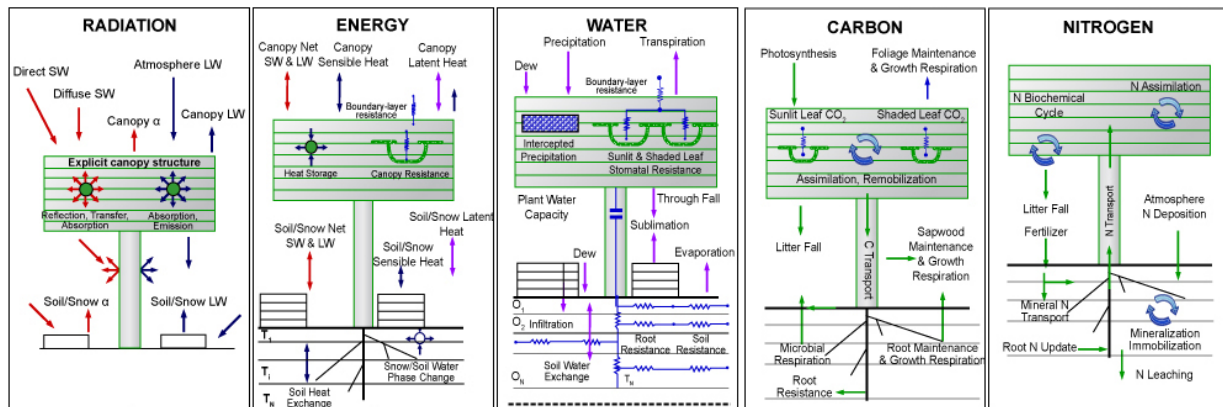 RADIATION
Direct SW
Diffuse SW
Atmosphere LW
Canopy α
Canopy LW
Explicit canopy structure
Reflection, Transfer,
Absorption
Absorption,
Emission
Soil/Snow α
Soil/Snow LW
ENERGY
Canopy Net
SW & LW
Canopy
Sensible Heat
Canopy
Latent Heat
Boundary-layer
resistance
Heat Storage
Canopy Resistance
Soil/Snow Net
SW & LW
Soil/Snow Latent
Heat
Soil/Snow
Sensible Heat
T1
Ti
Snow/Soil Water
Phase Change
Soil Heat
Exchange
TN
WATER
Precipitation
Transpiration
Dew
Boundary-layer
resistance
Intercepted
Precipitation
Sunlit & Shaded Leaf
Stomatal Resistance
Plant Water
Capacity
Through Fall
Sublimation
Dew
Evaporation
O1
O2 Infiltration
Root
Resistance
Soil
Resistance
Soil Water
Exchange
ON
TN
CARBON
Photosynthesis
Foliage Maintenance
& Growth Respiration
Sunlit Leaf CO2
Shaded Leaf CO2
Assimilation, Remobilization
Litter Fall
C Transport
Sapwood
Maintenance
& Growth
Respiration
Microbial
Respiration
Root Maintenance
& Growth Respiration
Root
Resistance
NITROGEN
N Assimilation
N Biochemical
Cycle
Litter Fall
Fertilizer
N Transport
Atmosphere
N Deposition
Mineral N
Transport
Mineralization
Immobilization
Root N Update
N Leaching